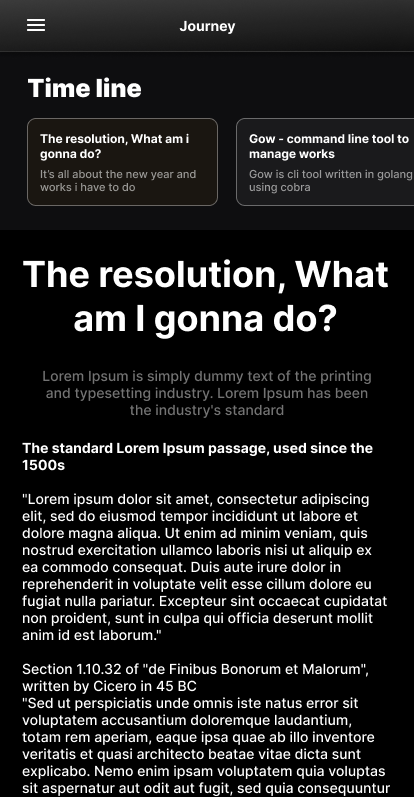 Journey
Time line
The resolution, What am i
gonna do?
It's all about the new year and
works i have to do
Gow - command line tool to
manage works
Gow is cli tool written in golang
using cobra
The resolution, What
am I gonna do?
Lorem Ipsum is simply dummy text of the printing
and typesetting industry. Lorem Ipsum has been
the industry's standard
The standard Lorem Ipsum passage, used since the
1500s
"Lorem ipsum dolor sit amet, consectetur adipiscing
elit, sed do eiusmod tempor incididunt ut labore et
dolore magna aliqua. Ut enim ad minim veniam, quis
nostrud exercitation ullamco laboris nisi ut aliquip ex
ea commodo consequat. Duis aute irure dolor in
reprehenderit in voluptate velit esse cillum dolore eu
fugiat nulla pariatur. Excepteur sint occaecat cupidatat
non proident, sunt in culpa qui officia deserunt mollit
anim id est laborum."
Section 1.10.32 of "de Finibus Bonorum et Malorum",
written by Cicero in 45 BC
"Sed ut perspiciatis unde omnis iste natus error sit
voluptatem accusantium doloremque laudantium,
totam rem aperiam, eaque ipsa quae ab illo inventore
veritatis et quasi architecto beatae vitae dicta sunt
explicabo. Nemo enim ipsam voluptatem quia voluptas
sit aspernatur aut odit aut fugit, sed quia consequuntur